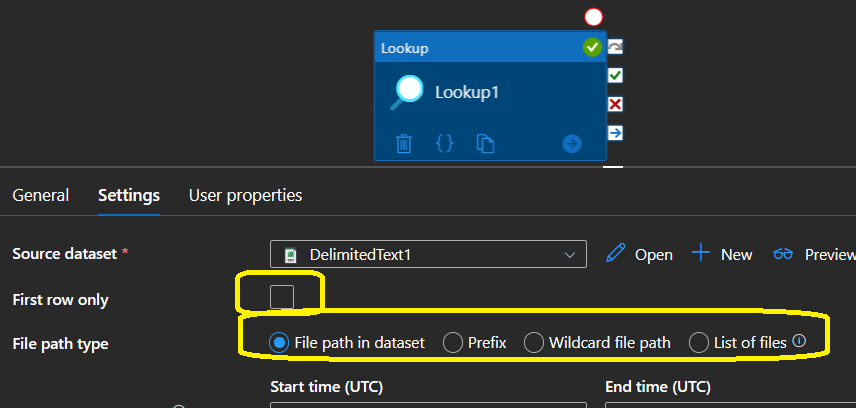 Lookup
Lookup1
General Settings User properties
Source dataset * DelimitedText1 Open New Preview
First row only
File path type File path in dataset Prefix Wildcard file path List of files
Start time (UTC) End time (UTC)